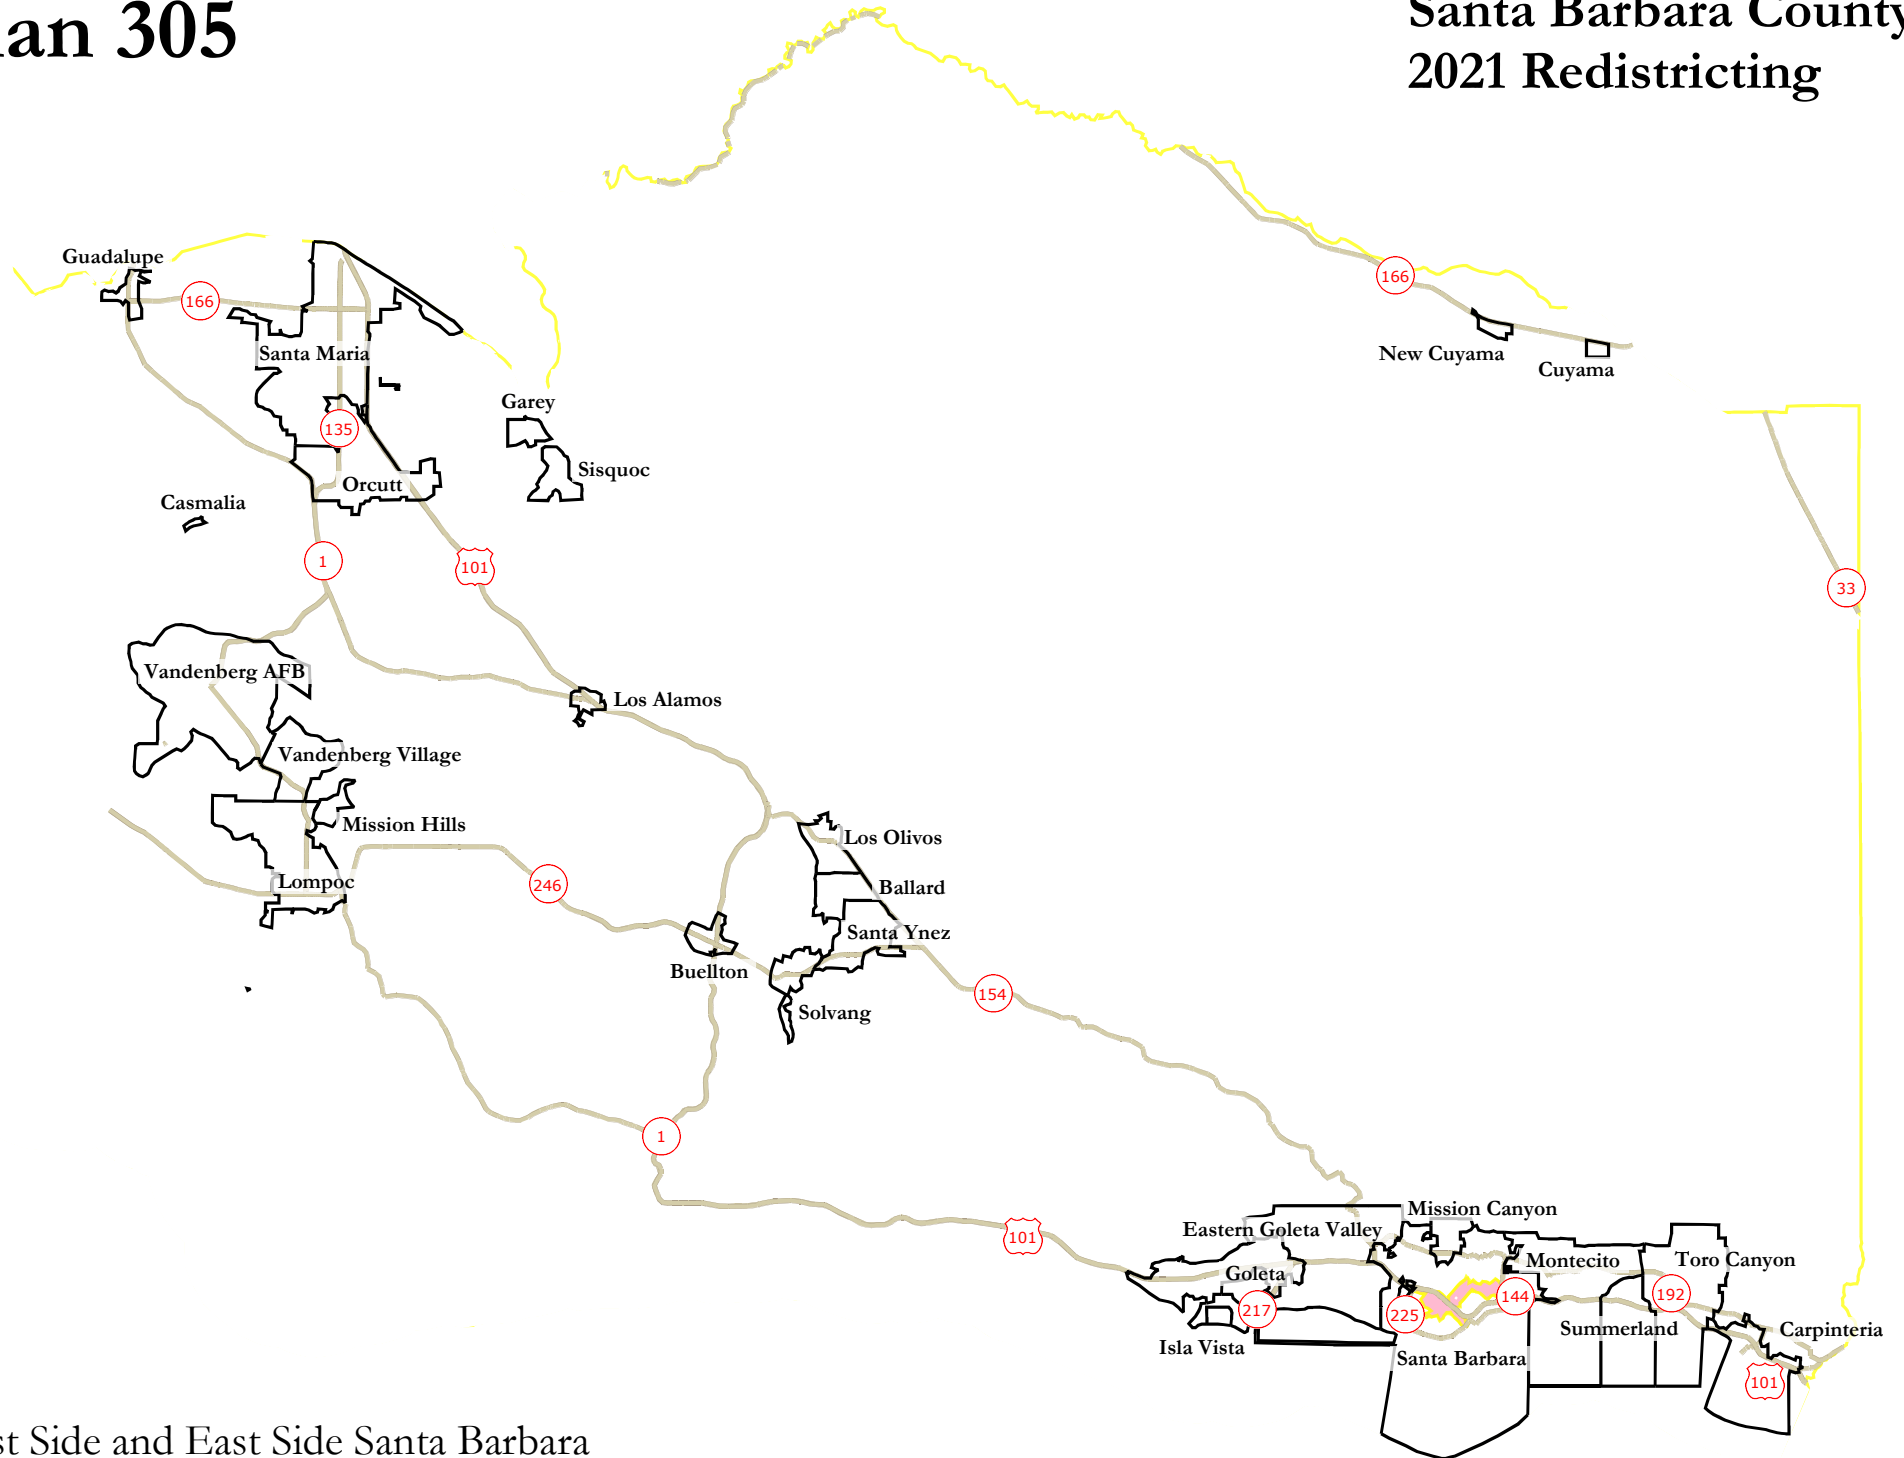 an 305
Santa Barbara County
2021 Redistricting
Guadalupe
166
166
Santa Maria
New Cuyama
Cuyama
Garey
135
Sisquoc
Orcutt
Casmalia
1
101
33
Vandenberg AFB
Los Alamos
Vandenberg Village
Mission Hills
Los Olivos
Lompoc
246
Ballard
Santa Ynez
Buellton
154
Solvang
1
Mission Canyon
Eastern Goleta Valley
101
Montecito
Toro Canyon
Goleta
217
225
144
192
Summerland
Carpinteria
Isla Vista
Santa Barbara
101
st Side and East Side Santa Barbara